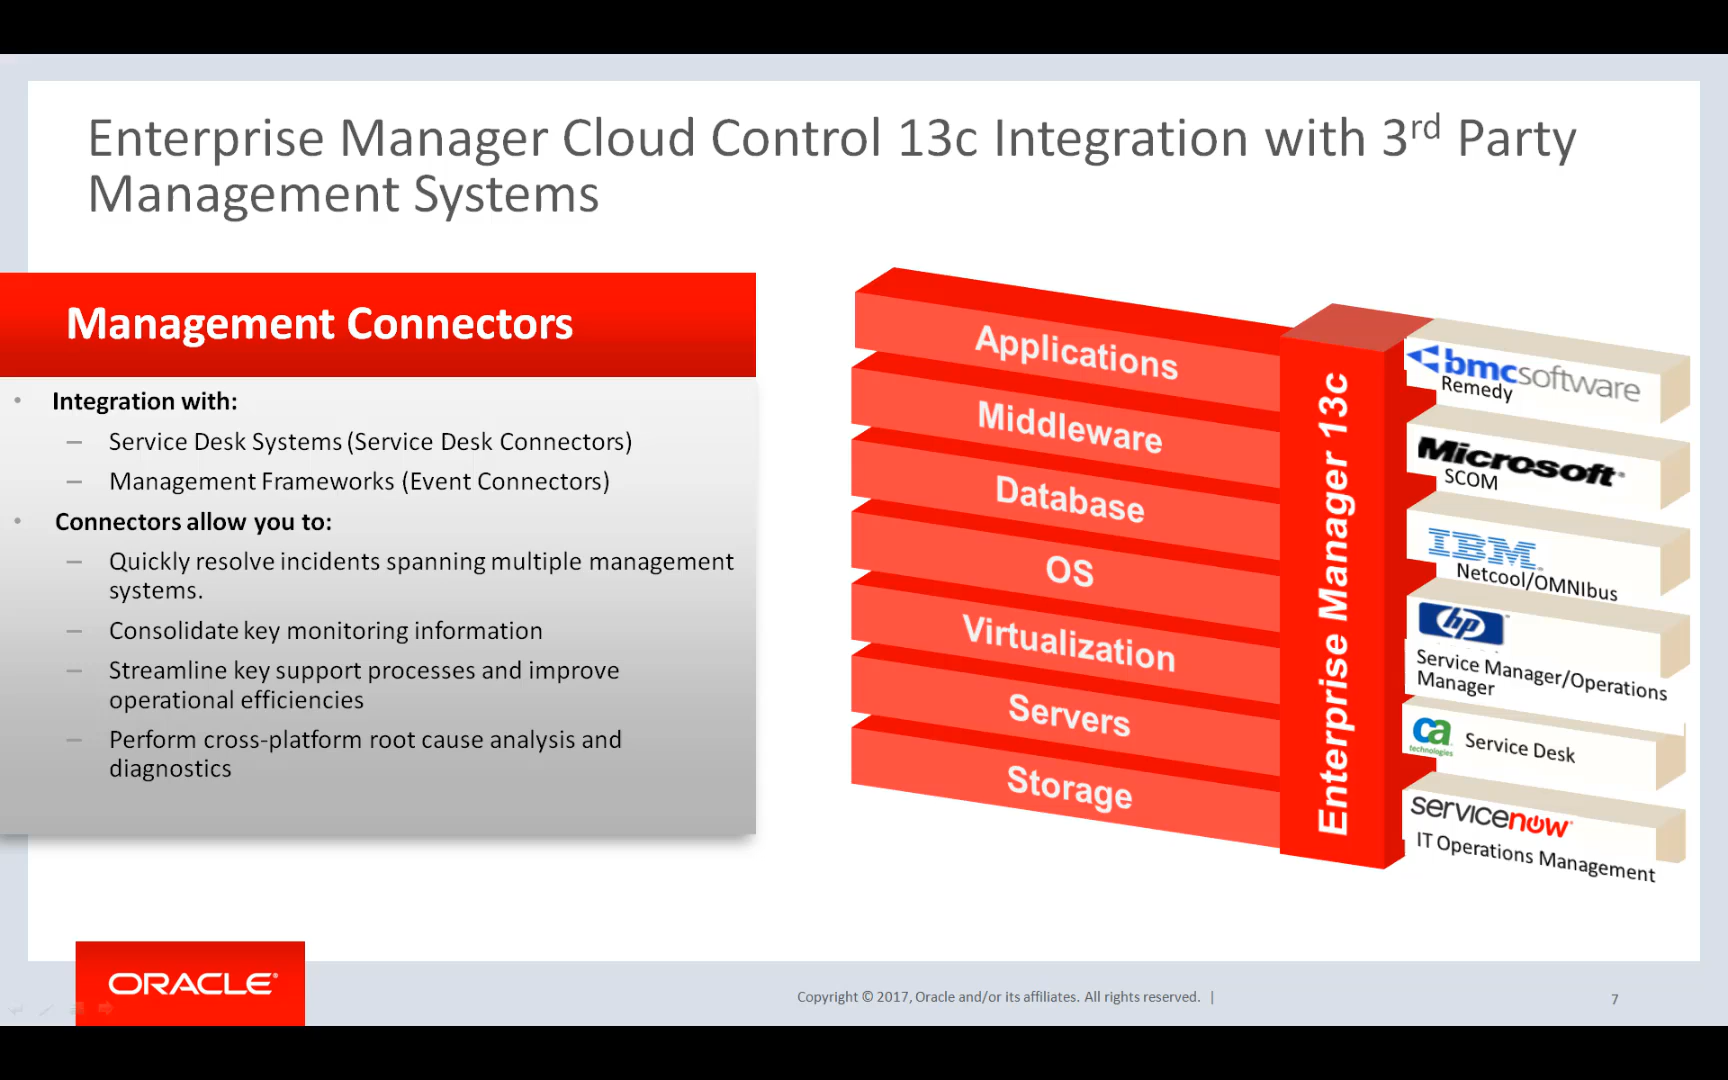 Enterprise Manager Cloud Control 13c Integration with 3rd Party
Management Systems
Management Connectors
• Integration with:
– Service Desk Systems (Service Desk Connectors)
– Management Frameworks (Event Connectors)
• Connectors allow you to:
– Quickly resolve incidents spanning multiple management
systems.
– Consolidate key monitoring information
– Streamline key support processes and improve
operational efficiencies
– Perform cross-platform root cause analysis and
diagnostics
Applications
Middleware
Database
OS
Virtualization
Servers
Storage
Enterprise Manager 13c
bmcsoftware
Remedy
Microsoft
SCOM
IBM
Netcool/OMNIbus
hp
Service Manager/Operations
Manager
ca
technologies
Service Desk
servicenow
IT Operations Management
ORACLE
Copyright © 2017, Oracle and/or its affiliates. All rights reserved. |
7